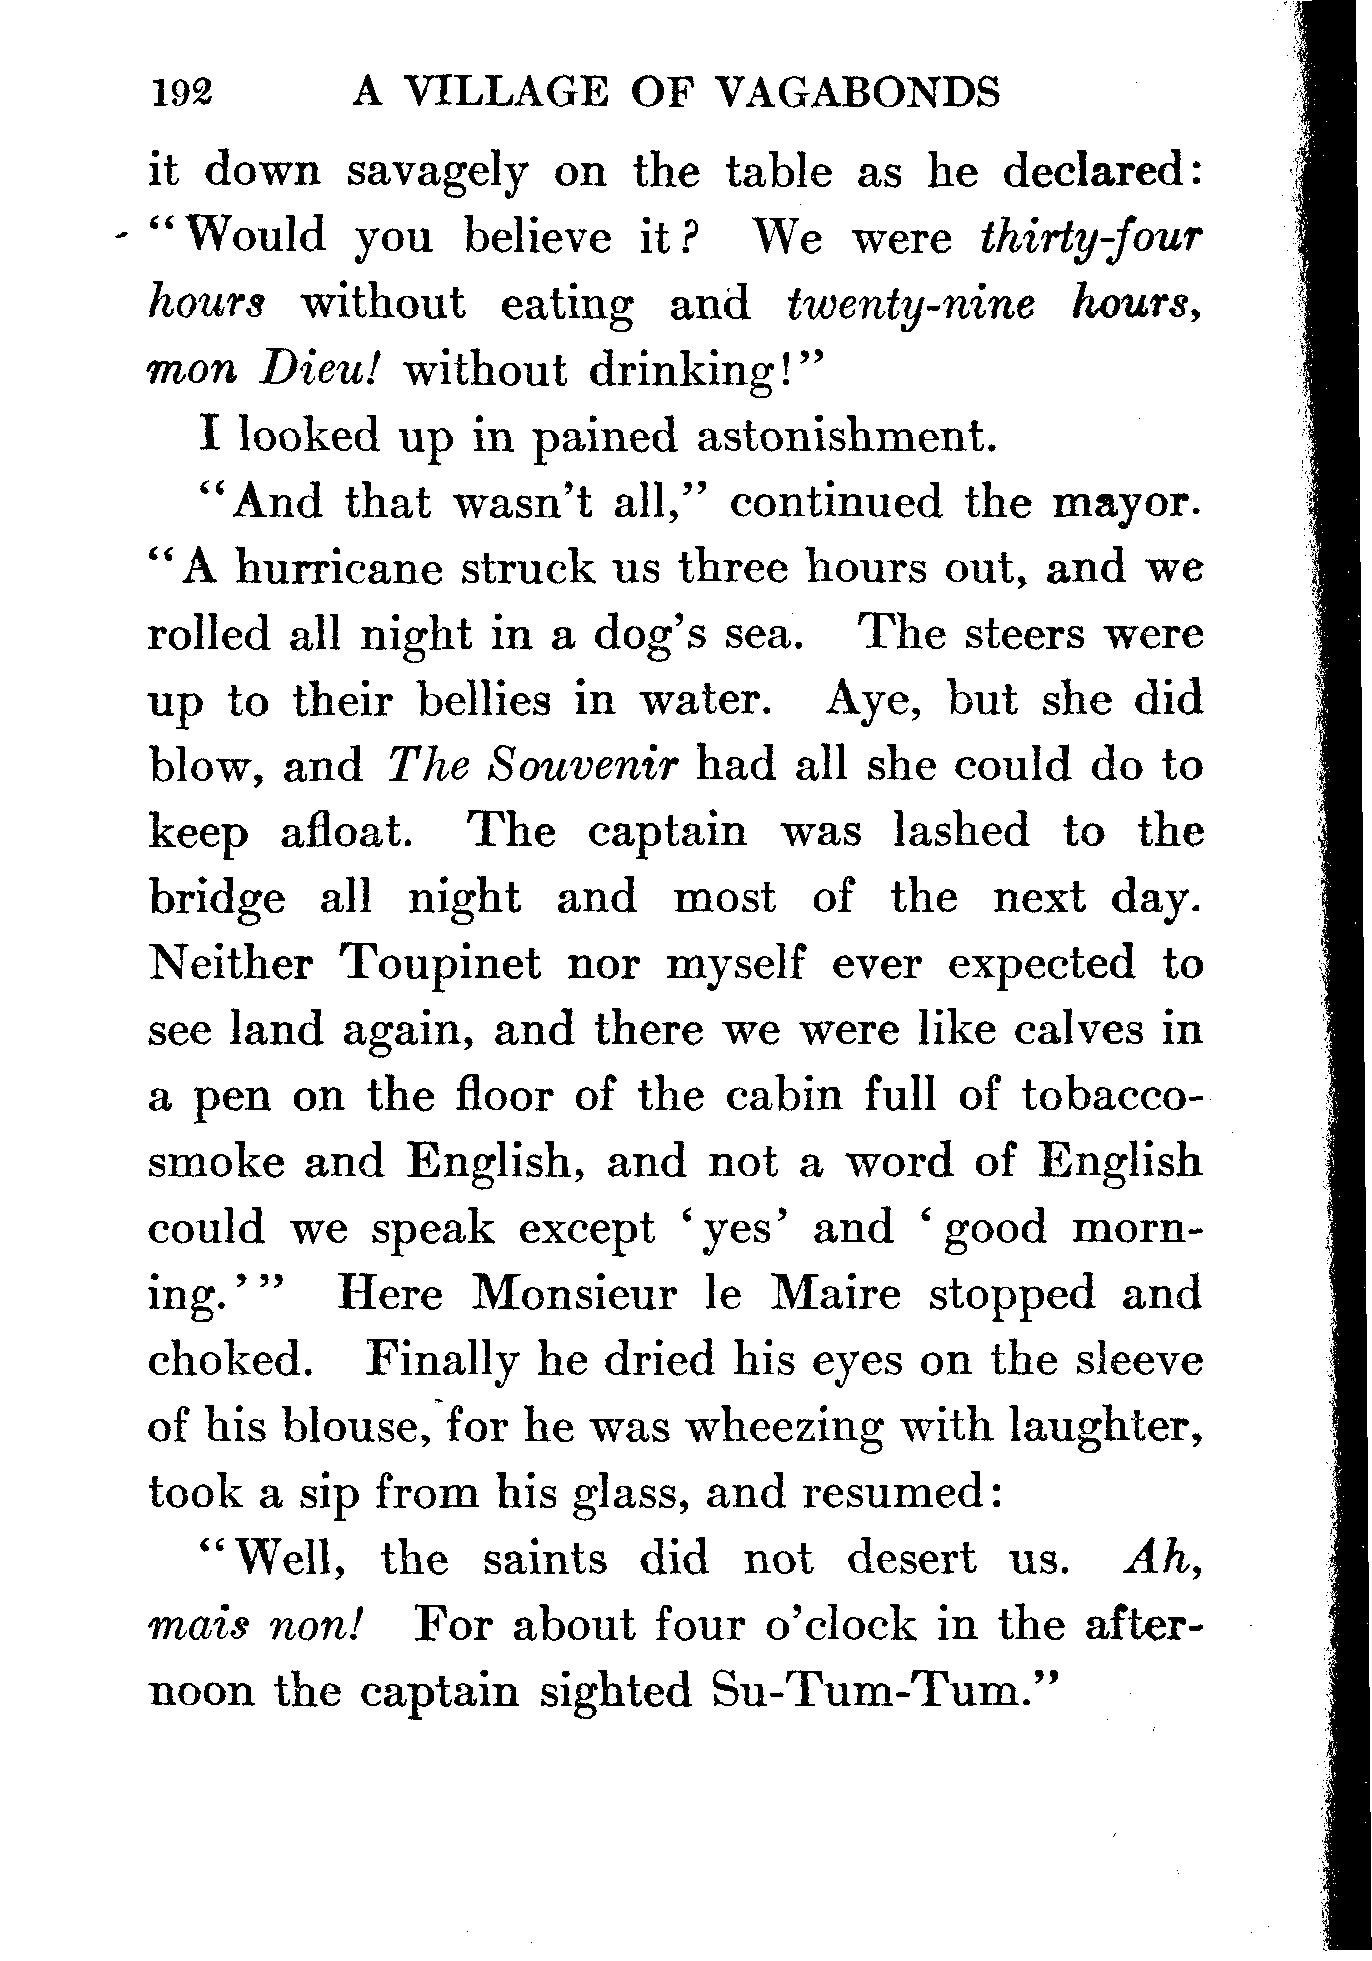 192 A VILLAGE OF VAGABONDS
it down savagely on the table as he declared:
“Would you believe it? We were thirty-four
hours without eating and twenty-nine hours,
mon Dieu! without drinking!”
I looked up in pained astonishment.
“And that wasn’t all,” continued the mayor.
“A hurricane struck us three hours out, and we
rolled all night in a dog’s sea. The steers were
up to their bellies in water. Aye, but she did
blow, and The Souvenir had all she could do to
keep afloat. The captain was lashed to the
bridge all night and most of the next day.
Neither Toupinet nor myself ever expected to
see land again, and there we were like calves in
a pen on the floor of the cabin full of tobacco-
smoke and English, and not a word of English
could we speak except ‘yes’ and ‘good morn-
ing.’” Here Monsieur le Maire stopped and
choked. Finally he dried his eyes on the sleeve
of his blouse, for he was wheezing with laughter,
took a sip from his glass, and resumed:
“Well, the saints did not desert us. Ah,
mais non! For about four o’clock in the after-
noon the captain sighted Su-Tum-Tum.”